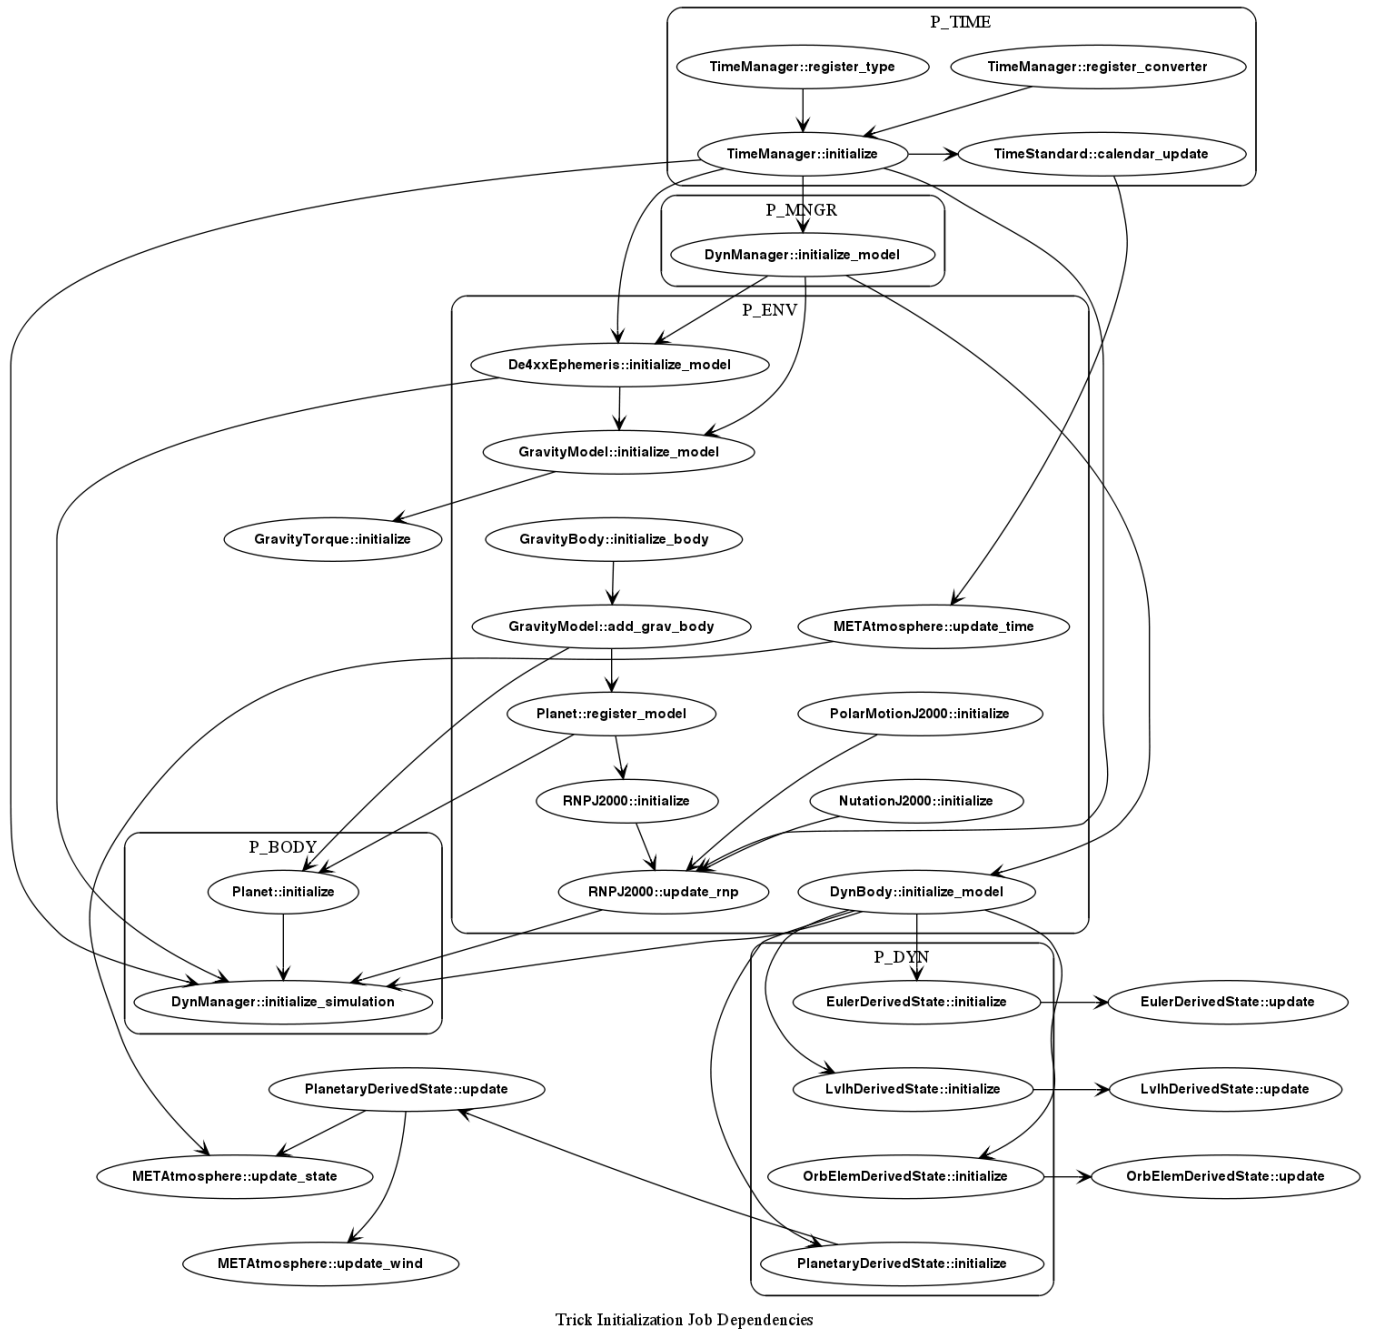 P_TIME
TimeManager::register_type
TimeManager::register_converter
TimeManager::initialize
TimeStandard::calendar_update
P_MNGR
DynManager::initialize_model
P_ENV
De4xxEphemeris::initialize_model
GravityModel::initialize_model
GravityTorque::initialize
GravityBody::initialize_body
GravityModel::add_grav_body
METAtmosphere::update_time
Planet::register_model
PolarMotionJ2000::initialize
RNPJ2000::initialize
NutationJ2000::initialize
P_BODY
Planet::initialize
RNPJ2000::update_rnp
DynBody::initialize_model
P_DYN
DynManager::initialize_simulation
EulerDerivedState::initialize
EulerDerivedState::update
PlanetaryDerivedState::update
LvlhDerivedState::initialize
LvlhDerivedState::update
METAtmosphere::update_state
OrbElemDerivedState::initialize
OrbElemDerivedState::update
METAtmosphere::update_wind
PlanetaryDerivedState::initialize
Trick Initialization Job Dependencies